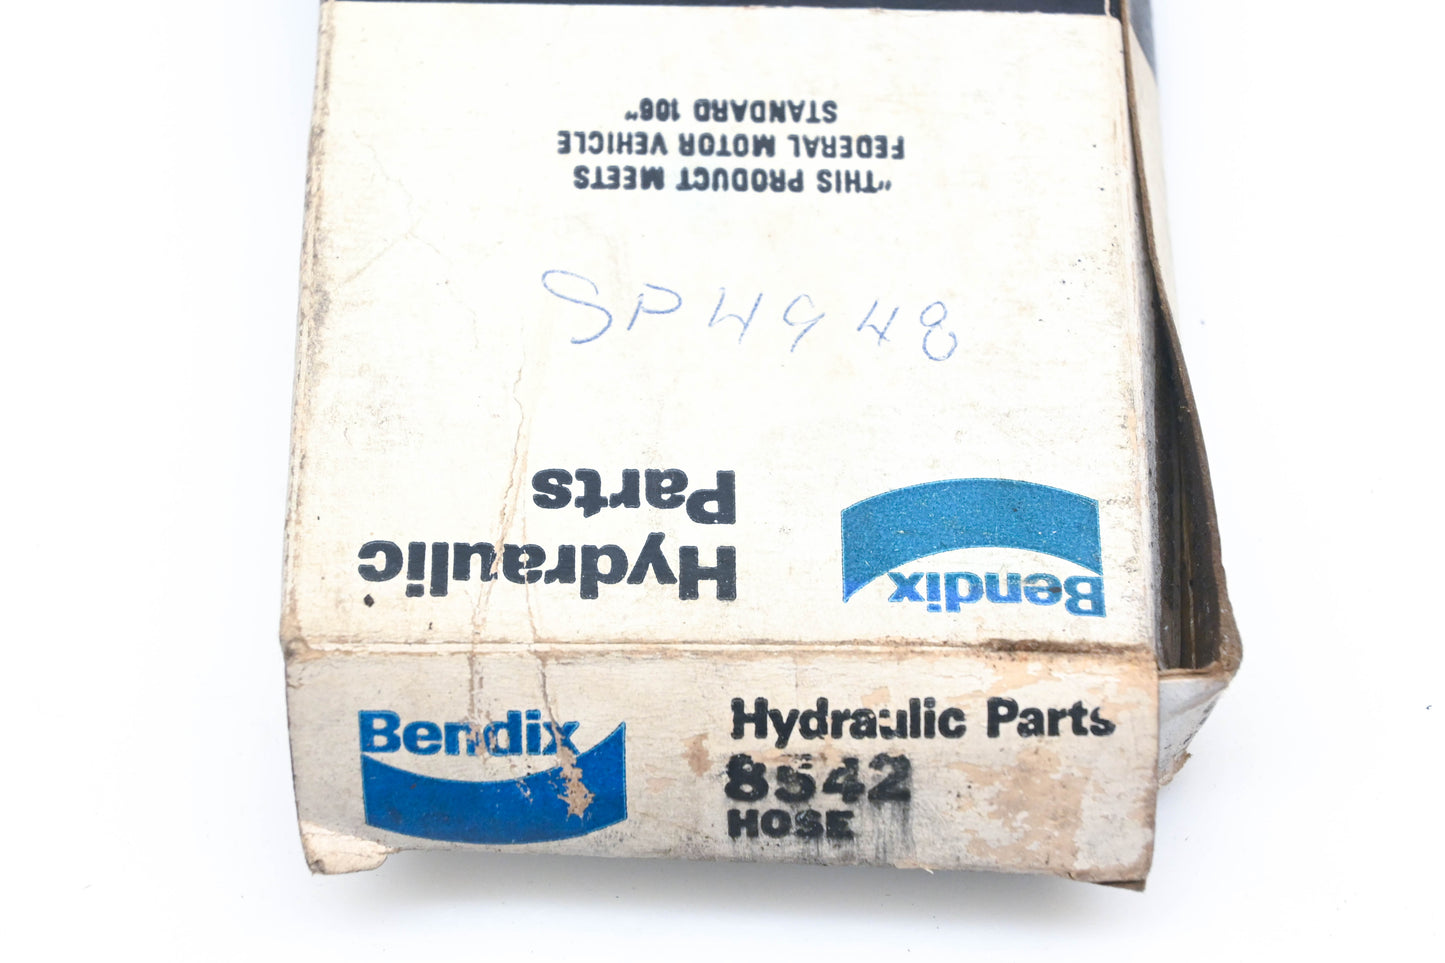 "THIS PRODUCT MEETS
FEDERAL MOTOR VEHICLE
STANDARD 106"
SP4948
Hydraulic
Parts
Bendix
Bendix
Hydraulic Parts
8542
HOSE